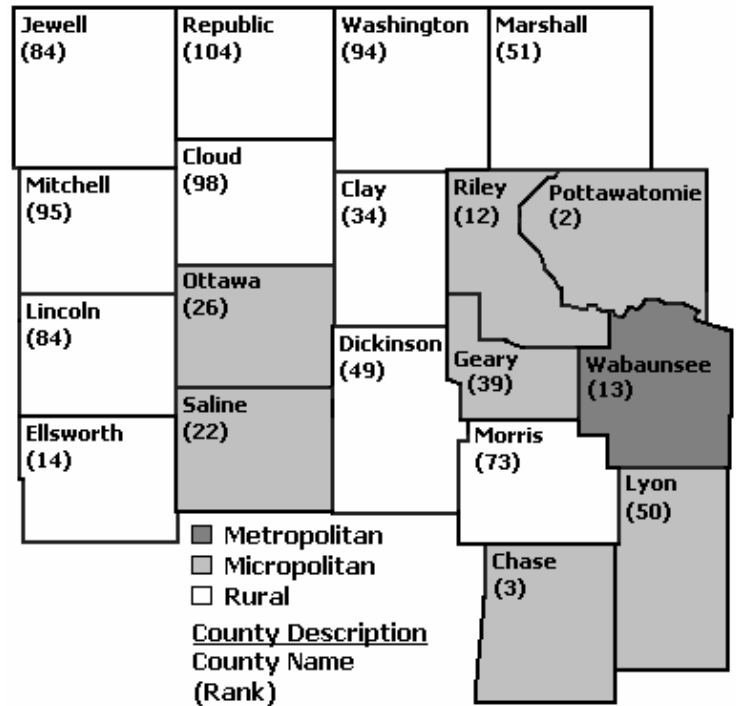 Jewell
(84)
Republic
(104)
Washington
(94)
Marshall
(51)
Cloud
(98)
Mitchell
(95)
Clay
(34)
Riley
(12)
Pottawatomie
(2)
Ottawa
(26)
Lincoln
(84)
Dickinson
(49)
Geary
(39)
Wabaunsee
(13)
Saline
(22)
Ellsworth
(14)
Morris
(73)
Lyon
(50)
Chase
(3)
Metropolitan
Micropolitan
Rural
County Description
County Name
(Rank)